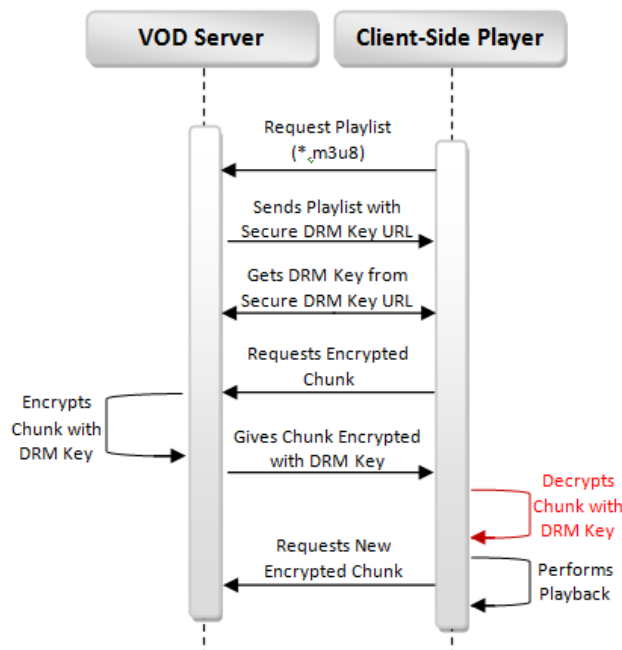 VOD Server
Client-Side Player
Request Playlist
(*.m3u8)
Sends Playlist with
Secure DRM Key URL
Gets DRM Key from
Secure DRM Key URL
Requests Encrypted
Chunk
Encrypts
Chunk with
DRM Key
Gives Chunk Encrypted
with DRM Key
Decrypts
Chunk with
DRM Key
Requests New
Encrypted Chunk
Performs
Playback